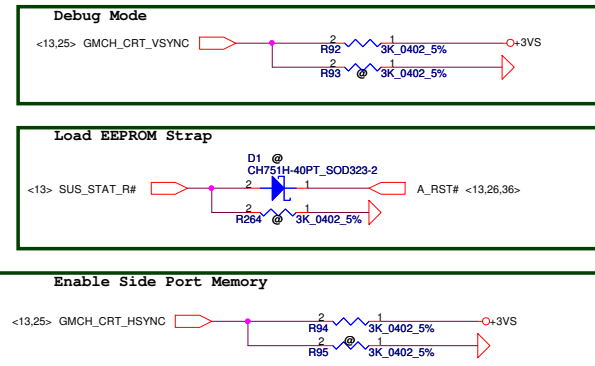 Debug Mode
<13,25> GMCH_CRT_VSYNC 2 1 +3VS
R92 3K_0402_5%
2 1
R93 @ 3K_0402_5%
Load EEPROM Strap
D1 @
CH751H-40PT_SOD323-2
<13> SUS_STAT_R# 2 1 A_RST# <13,26,36>
2 1
R264 @ 3K_0402_5%
Enable Side Port Memory
<13,25> GMCH_CRT_HSYNC 2 1 +3VS
R94 3K_0402_5%
2 @ 1
R95 3K_0402_5%